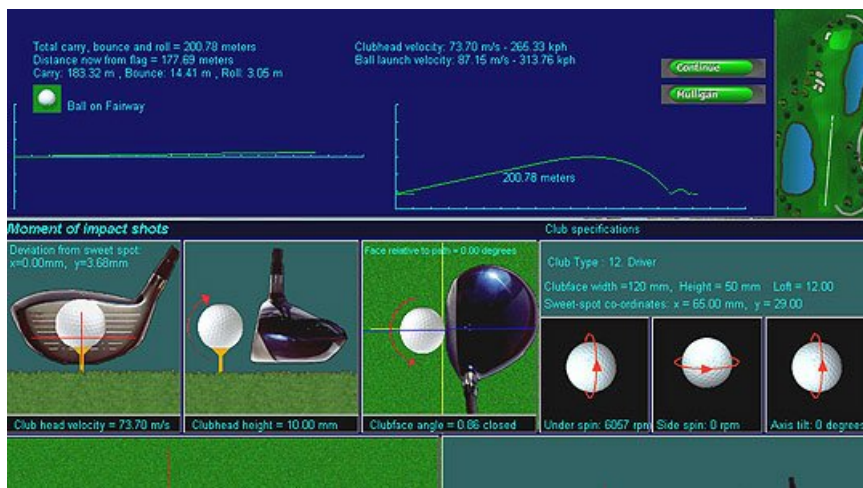 Total carry, bounce and roll = 200.78 meters
Distance now from flag = 177.69 meters
Carry: 183.32 m , Bounce: 14.41 m , Roll: 3.05 m
Ball on Fairway
Clubhead velocity: 73.70 m/s - 265.33 kph
Ball launch velocity: 87.15 m/s - 313.76 kph
Continue
Mulligan
200.78 meters
Moment of impact shots
Club specifications
Deviation from sweet spot:
x=0.00mm, y=3.68mm
Face relative to path = 0.00 degrees
Club Type : 12. Driver
Clubface width =120 mm, Height = 50 mm Loft = 12.00
Sweet-spot co-ordinates: x = 65.00 mm, y = 29.00
Club head velocity = 73.70 m/s
Clubhead height = 10.00 mm
Clubface angle = 0.86 closed
Under spin: 6057 rpm
Side spin: 0 rpm
Axis tilt: 0 degrees